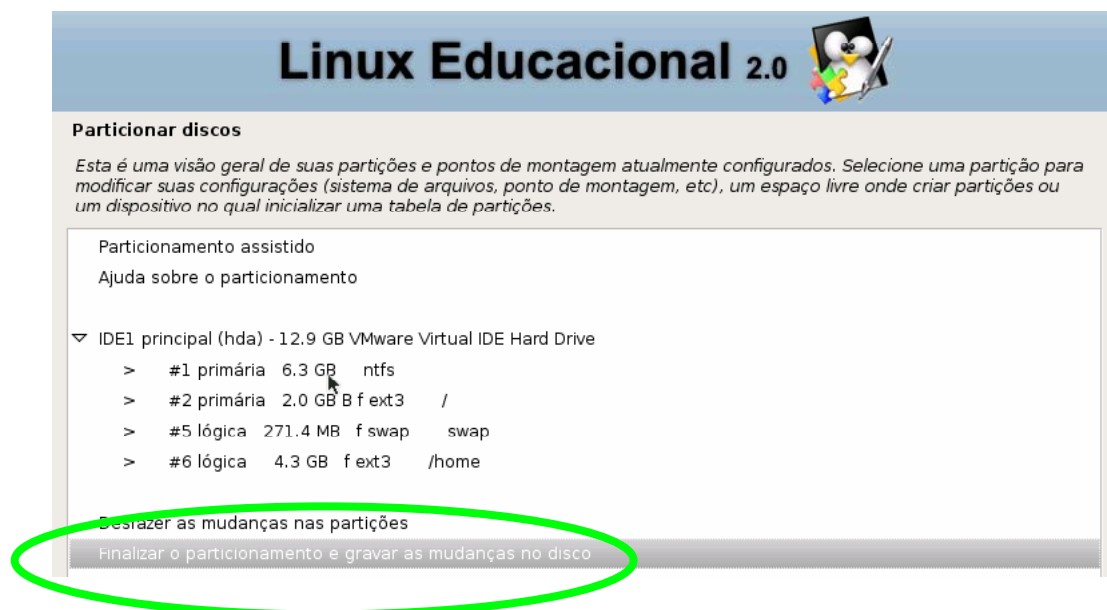 Linux Educacional 2.0
Particionar discos
Esta é uma visão geral de suas partições e pontos de montagem atualmente configurados. Selecione uma partição para
modificar suas configurações (sistema de arquivos, ponto de montagem, etc), um espaço livre onde criar partições ou
um dispositivo no qual inicializar uma tabela de partições.
Particionamento assistido
Ajuda sobre o particionamento
IDE1 principal (hda) - 12.9 GB VMware Virtual IDE Hard Drive
> #1 primária 6.3 GB ntfs
> #2 primária 2.0 GB B f ext3 /
> #5 lógica 271.4 MB f swap swap
> #6 lógica 4.3 GB f ext3 /home
Desfazer as mudanças nas partições
Finalizar o particionamento e gravar as mudanças no disco